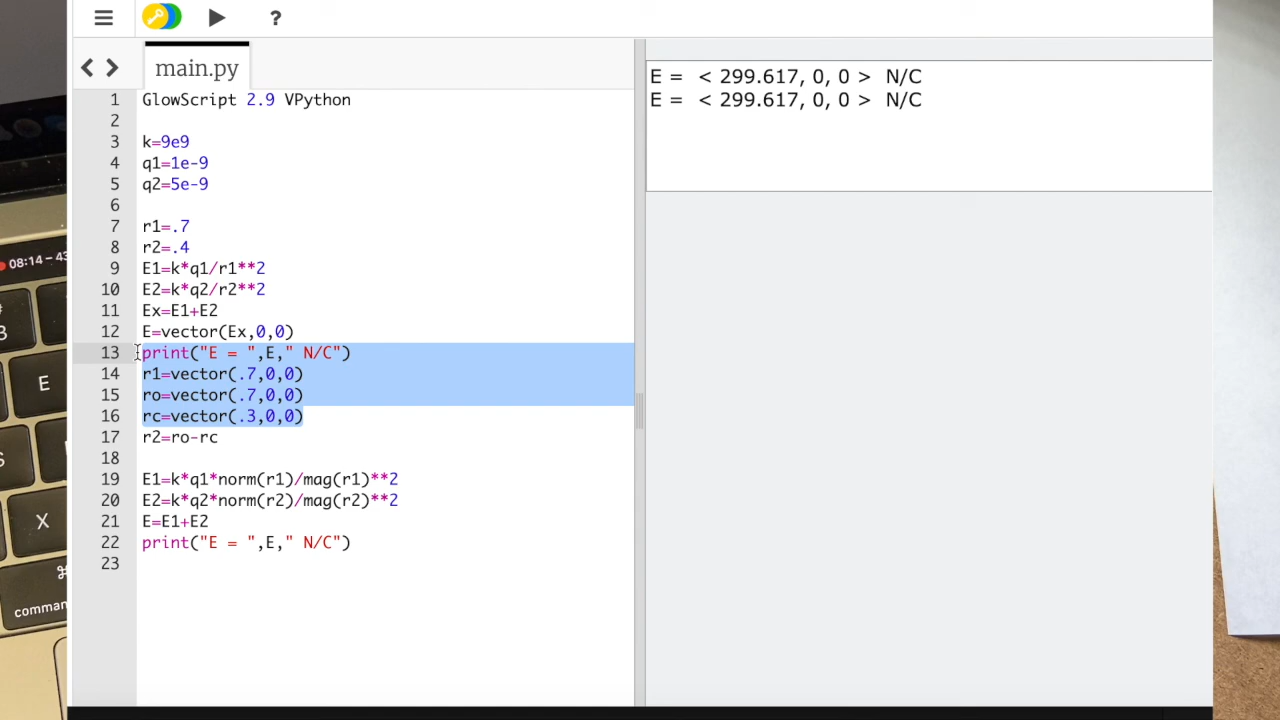 ?
main.py
1 GlowScript 2.9 VPython
2
3 k=9e9
4 q1=1e-9
5 q2=5e-9
6
7 r1=.7
8 r2=.4
9 E1=k*q1/r1**2
10 E2=k*q2/r2**2
11 Ex=E1+E2
12 E=vector(Ex,0,0)
13 print("E = ",E," N/C")
14 r1=vector(.7,0,0)
15 ro=vector(.7,0,0)
16 rc=vector(.3,0,0)
17 r2=ro-rc
18
19 E1=k*q1*norm(r1)/mag(r1)**2
20 E2=k*q2*norm(r2)/mag(r2)**2
21 E=E1+E2
22 print("E = ",E," N/C")
23
E = < 299.617, 0, 0 > N/C
E = < 299.617, 0, 0 > N/C
08:14
#
3
E
S
X
⌘
comman